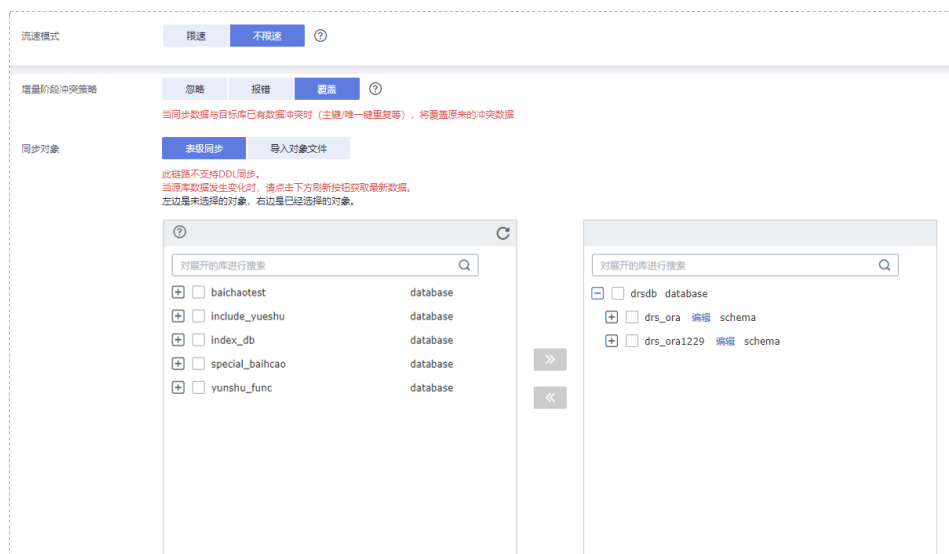 流速模式 限速 不限速
增量阶段冲突策略 忽略 报错 覆盖
当同步数据与目标库已有数据冲突时（主键/唯一键重复等），将覆盖原来的冲突数据
同步对象 表级同步 导入对象文件
此链路不支持DDL同步。
当源库数据发生变化时，请点击下方刷新按钮获取最新数据。
左边是未选择的对象，右边是已经选择的对象。
对展开的库进行搜索
baichaotest database
include_yueshu database
index_db database
special_baihcao database
yunshu_func database
对展开的库进行搜索
drsdb database
drs_ora 编辑 schema
drs_ora1229 编辑 schema